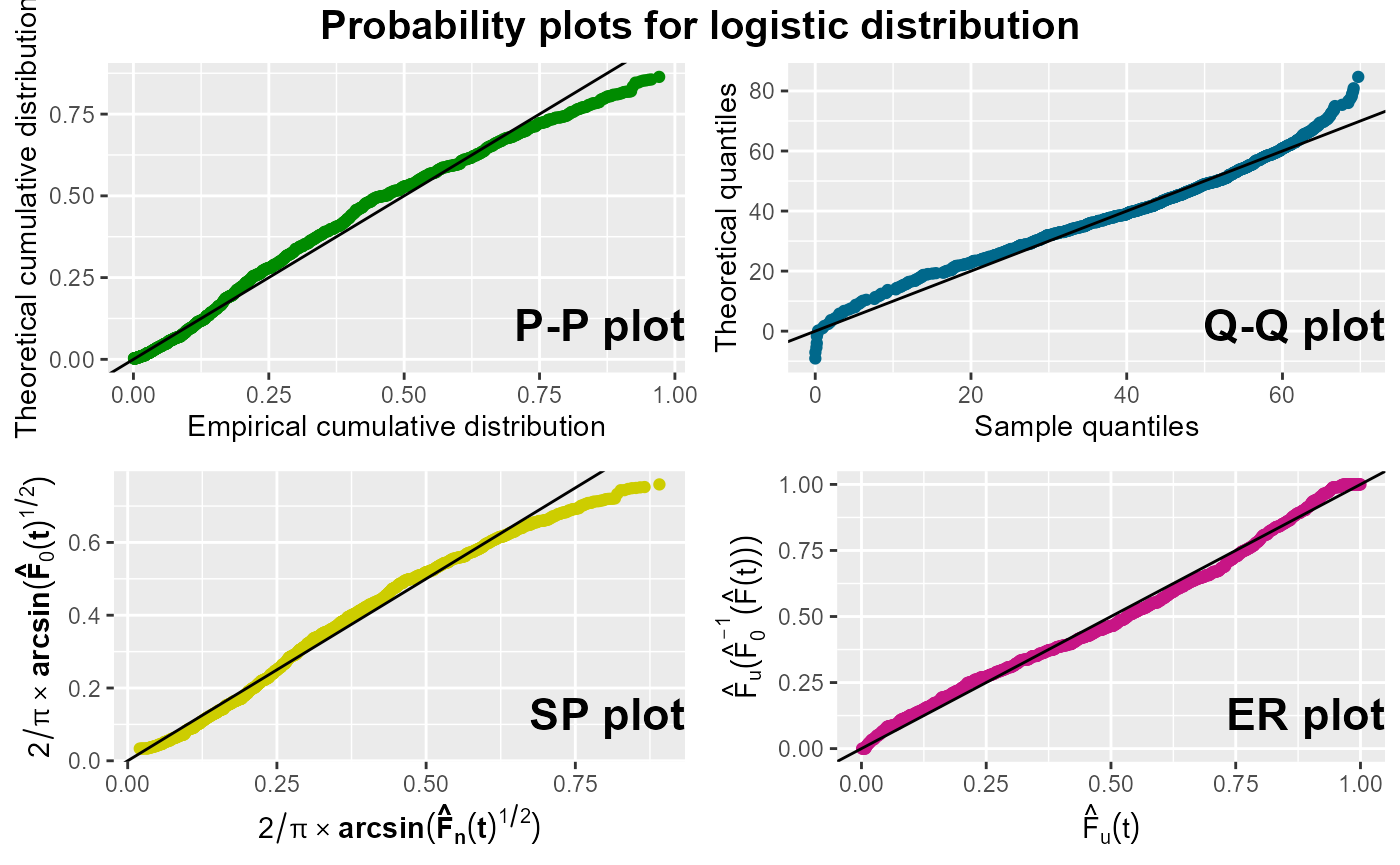 Probability plots for logistic distribution
Theoretical cumulative distribution
0.75
0.50
0.25
0.00
P-P plot
0.00 0.25 0.50 0.75 1.00
Empirical cumulative distribution
Theoretical quantiles
80
60
40
20
0
Q-Q plot
0 20 40 60
Sample quantiles
2/π × arcsin(F̂₀(t)¹/²)
0.6
0.4
0.2
0.0
SP plot
0.00 0.25 0.50 0.75
2/π × arcsin(F̂ₙ(t)¹/²)
F̂ᵤ(F̂₀⁻¹(F̂(t)))
1.00
0.75
0.50
0.25
0.00
ER plot
0.00 0.25 0.50 0.75 1.00
F̂ᵤ(t)